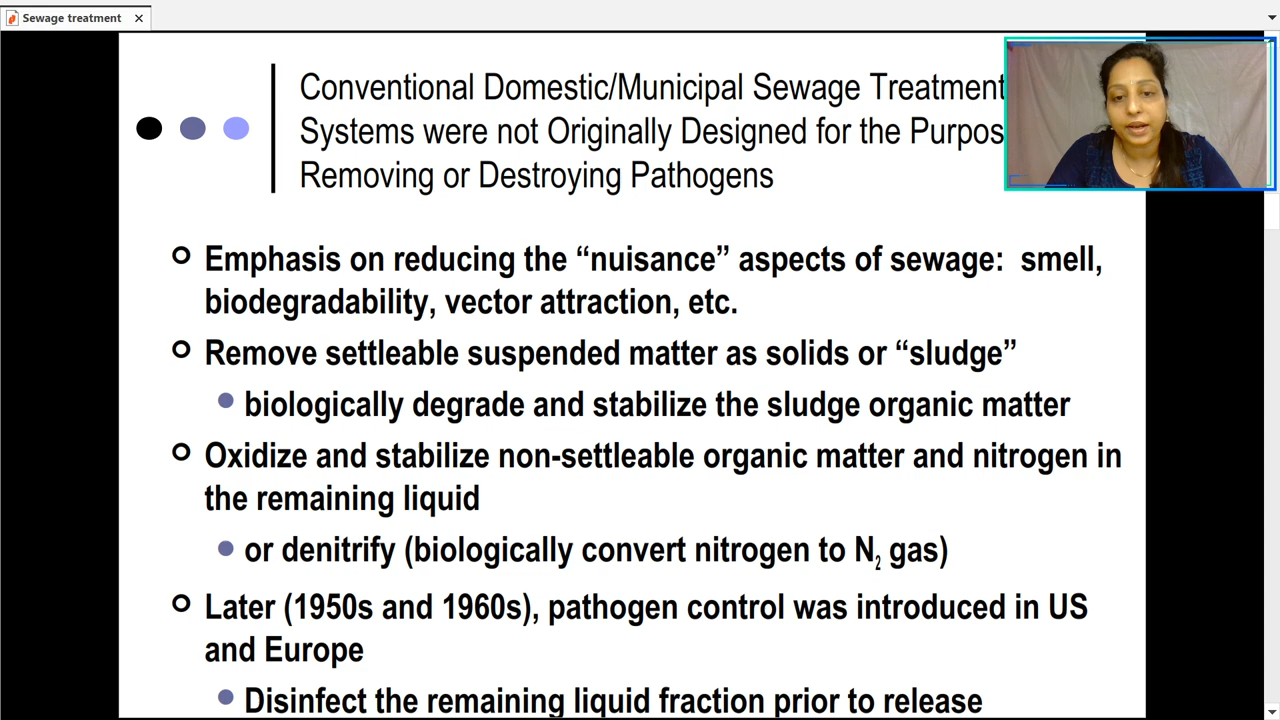 Sewage treatment
Conventional Domestic/Municipal Sewage Treatment
Systems were not Originally Designed for the Purpos
Removing or Destroying Pathogens
Emphasis on reducing the “nuisance” aspects of sewage: smell,
biodegradability, vector attraction, etc.
Remove settleable suspended matter as solids or “sludge”
biologically degrade and stabilize the sludge organic matter
Oxidize and stabilize non-settleable organic matter and nitrogen in
the remaining liquid
or denitrify (biologically convert nitrogen to N₂ gas)
Later (1950s and 1960s), pathogen control was introduced in US
and Europe
Disinfect the remaining liquid fraction prior to release